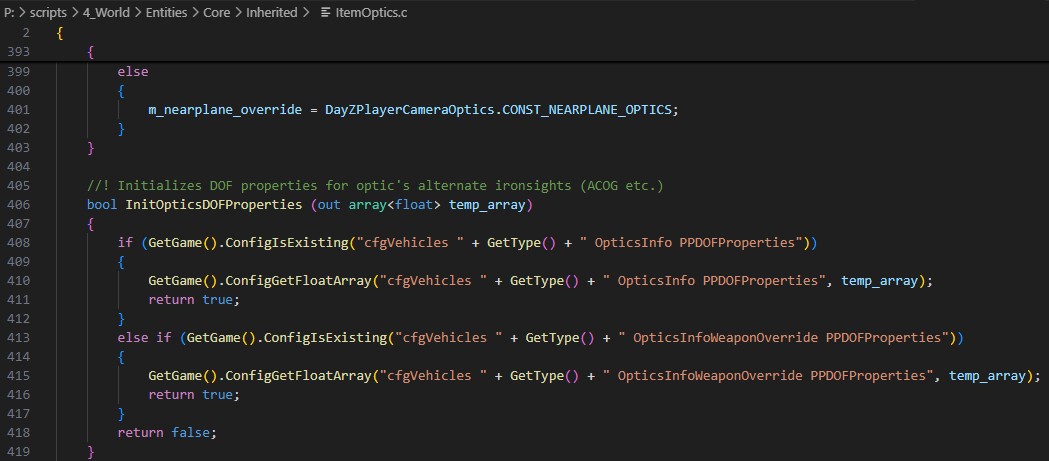 P: > scripts > 4_World > Entities > Core > Inherited > ItemOptics.c
2 {
393 {
399 else
400 {
401 m_nearplane_override = DayZPlayerCameraOptics.CONST_NEARPLANE_OPTICS;
402 }
403 }
404
405 //! Initializes DOF properties for optic's alternate ironsights (ACOG etc.)
406 bool InitOpticsDOFProperties (out array<float> temp_array)
407 {
408 if (GetGame().ConfigIsExisting("cfgVehicles " + GetType() + " OpticsInfo PPDOFProperties"))
409 {
410 GetGame().ConfigGetFloatArray("cfgVehicles " + GetType() + " OpticsInfo PPDOFProperties", temp_array);
411 return true;
412 }
413 else if (GetGame().ConfigIsExisting("cfgVehicles " + GetType() + " OpticsInfoWeaponOverride PPDOFProperties"))
414 {
415 GetGame().ConfigGetFloatArray("cfgVehicles " + GetType() + " OpticsInfoWeaponOverride PPDOFProperties", temp_array);
416 return true;
417 }
418 return false;
419 }